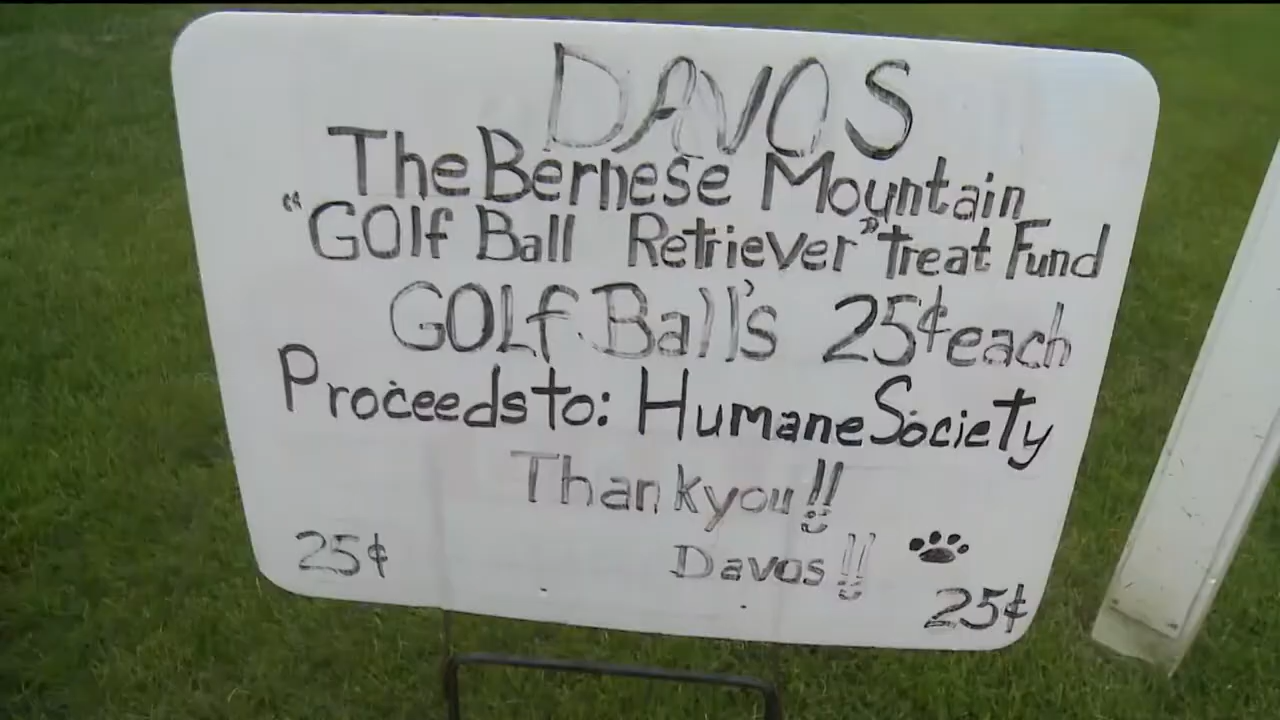 DAVOS
The Bernese Mountain
"GOlf Ball Retriever" Treat Fund
GOLf Ball's 25¢ each
Proceeds to: Humane Society
Thank you!!
Davos!!
25¢
25¢